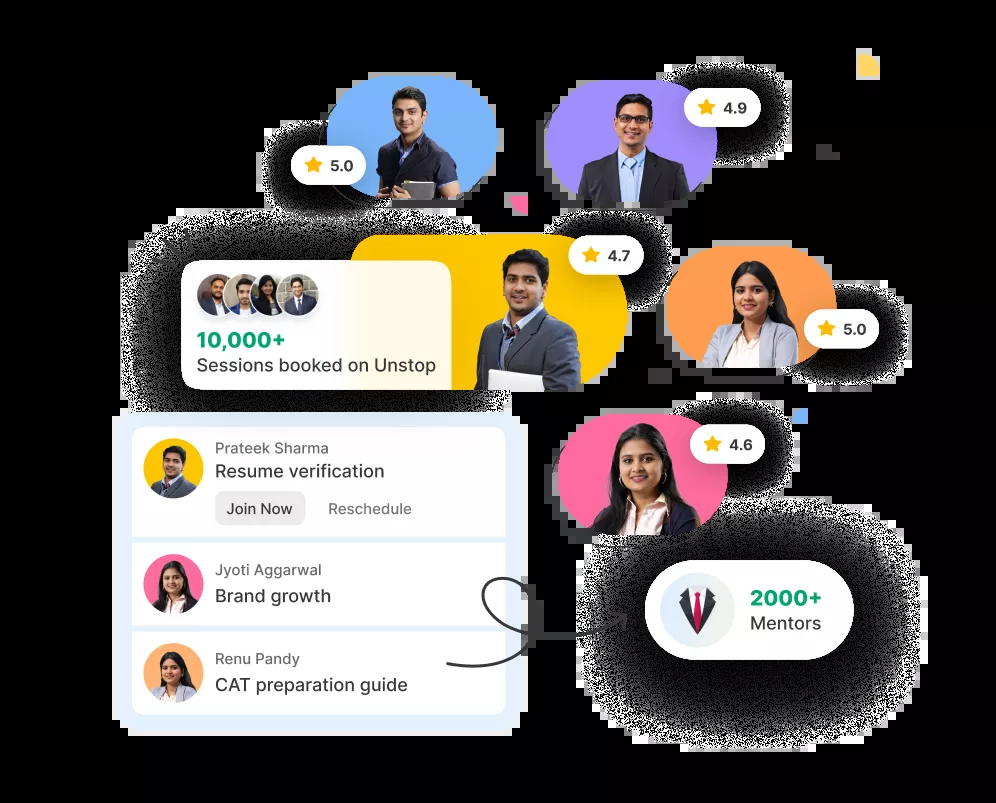 5.0
4.9
4.7
10,000+
Sessions booked on Unstop
5.0
4.6
Prateek Sharma
Resume verification
Join Now Reschedule
Jyoti Aggarwal
Brand growth
2000+
Mentors
Renu Pandy
CAT preparation guide